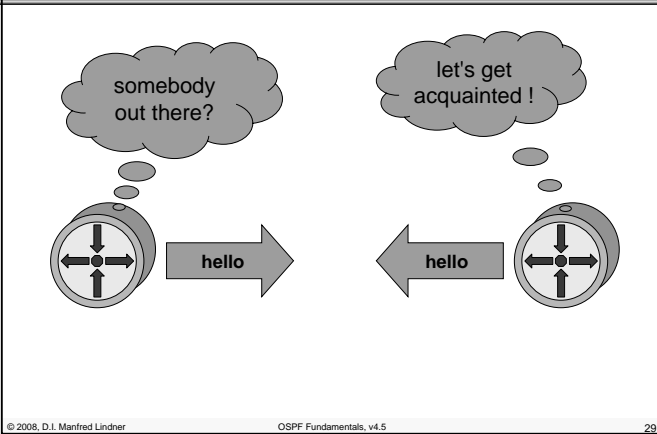 somebody
out there?
let's get
acquainted !
hello
hello
© 2008, D.I. Manfred Lindner
OSPF Fundamentals, v4.5
29